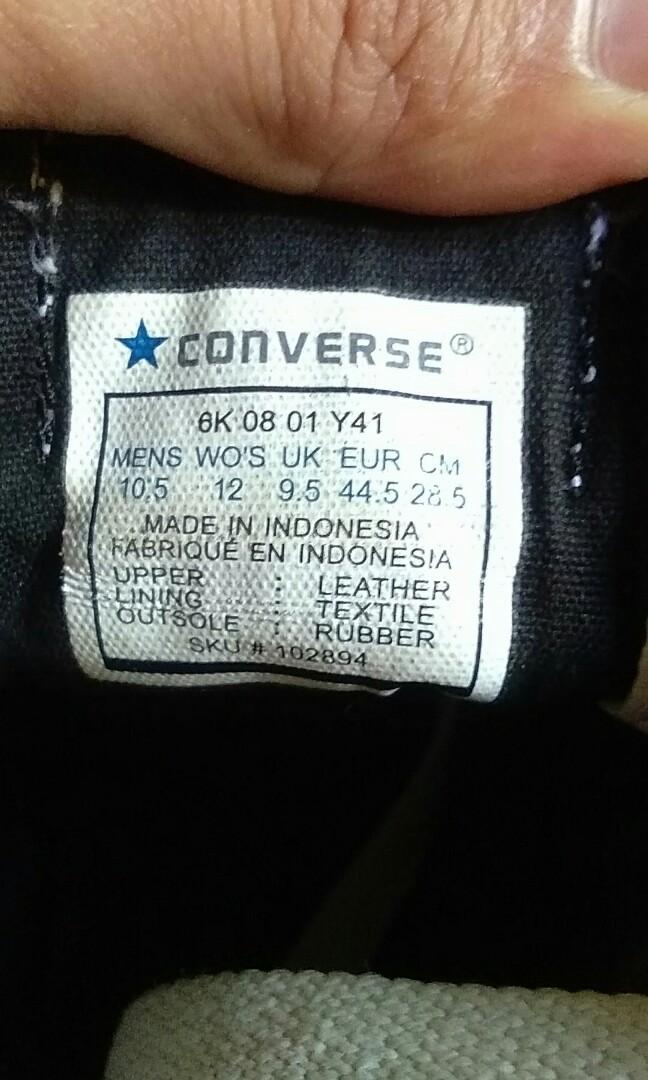 CONVERSE®
6K 08 01 Y41
MENS WO'S UK EUR CM
10.5 12 9.5 44.5 28.5
MADE IN INDONESIA
FABRIQUÉ EN INDONESIA
UPPER : LEATHER
LINING : TEXTILE
OUTSOLE : RUBBER
SKU # 102894